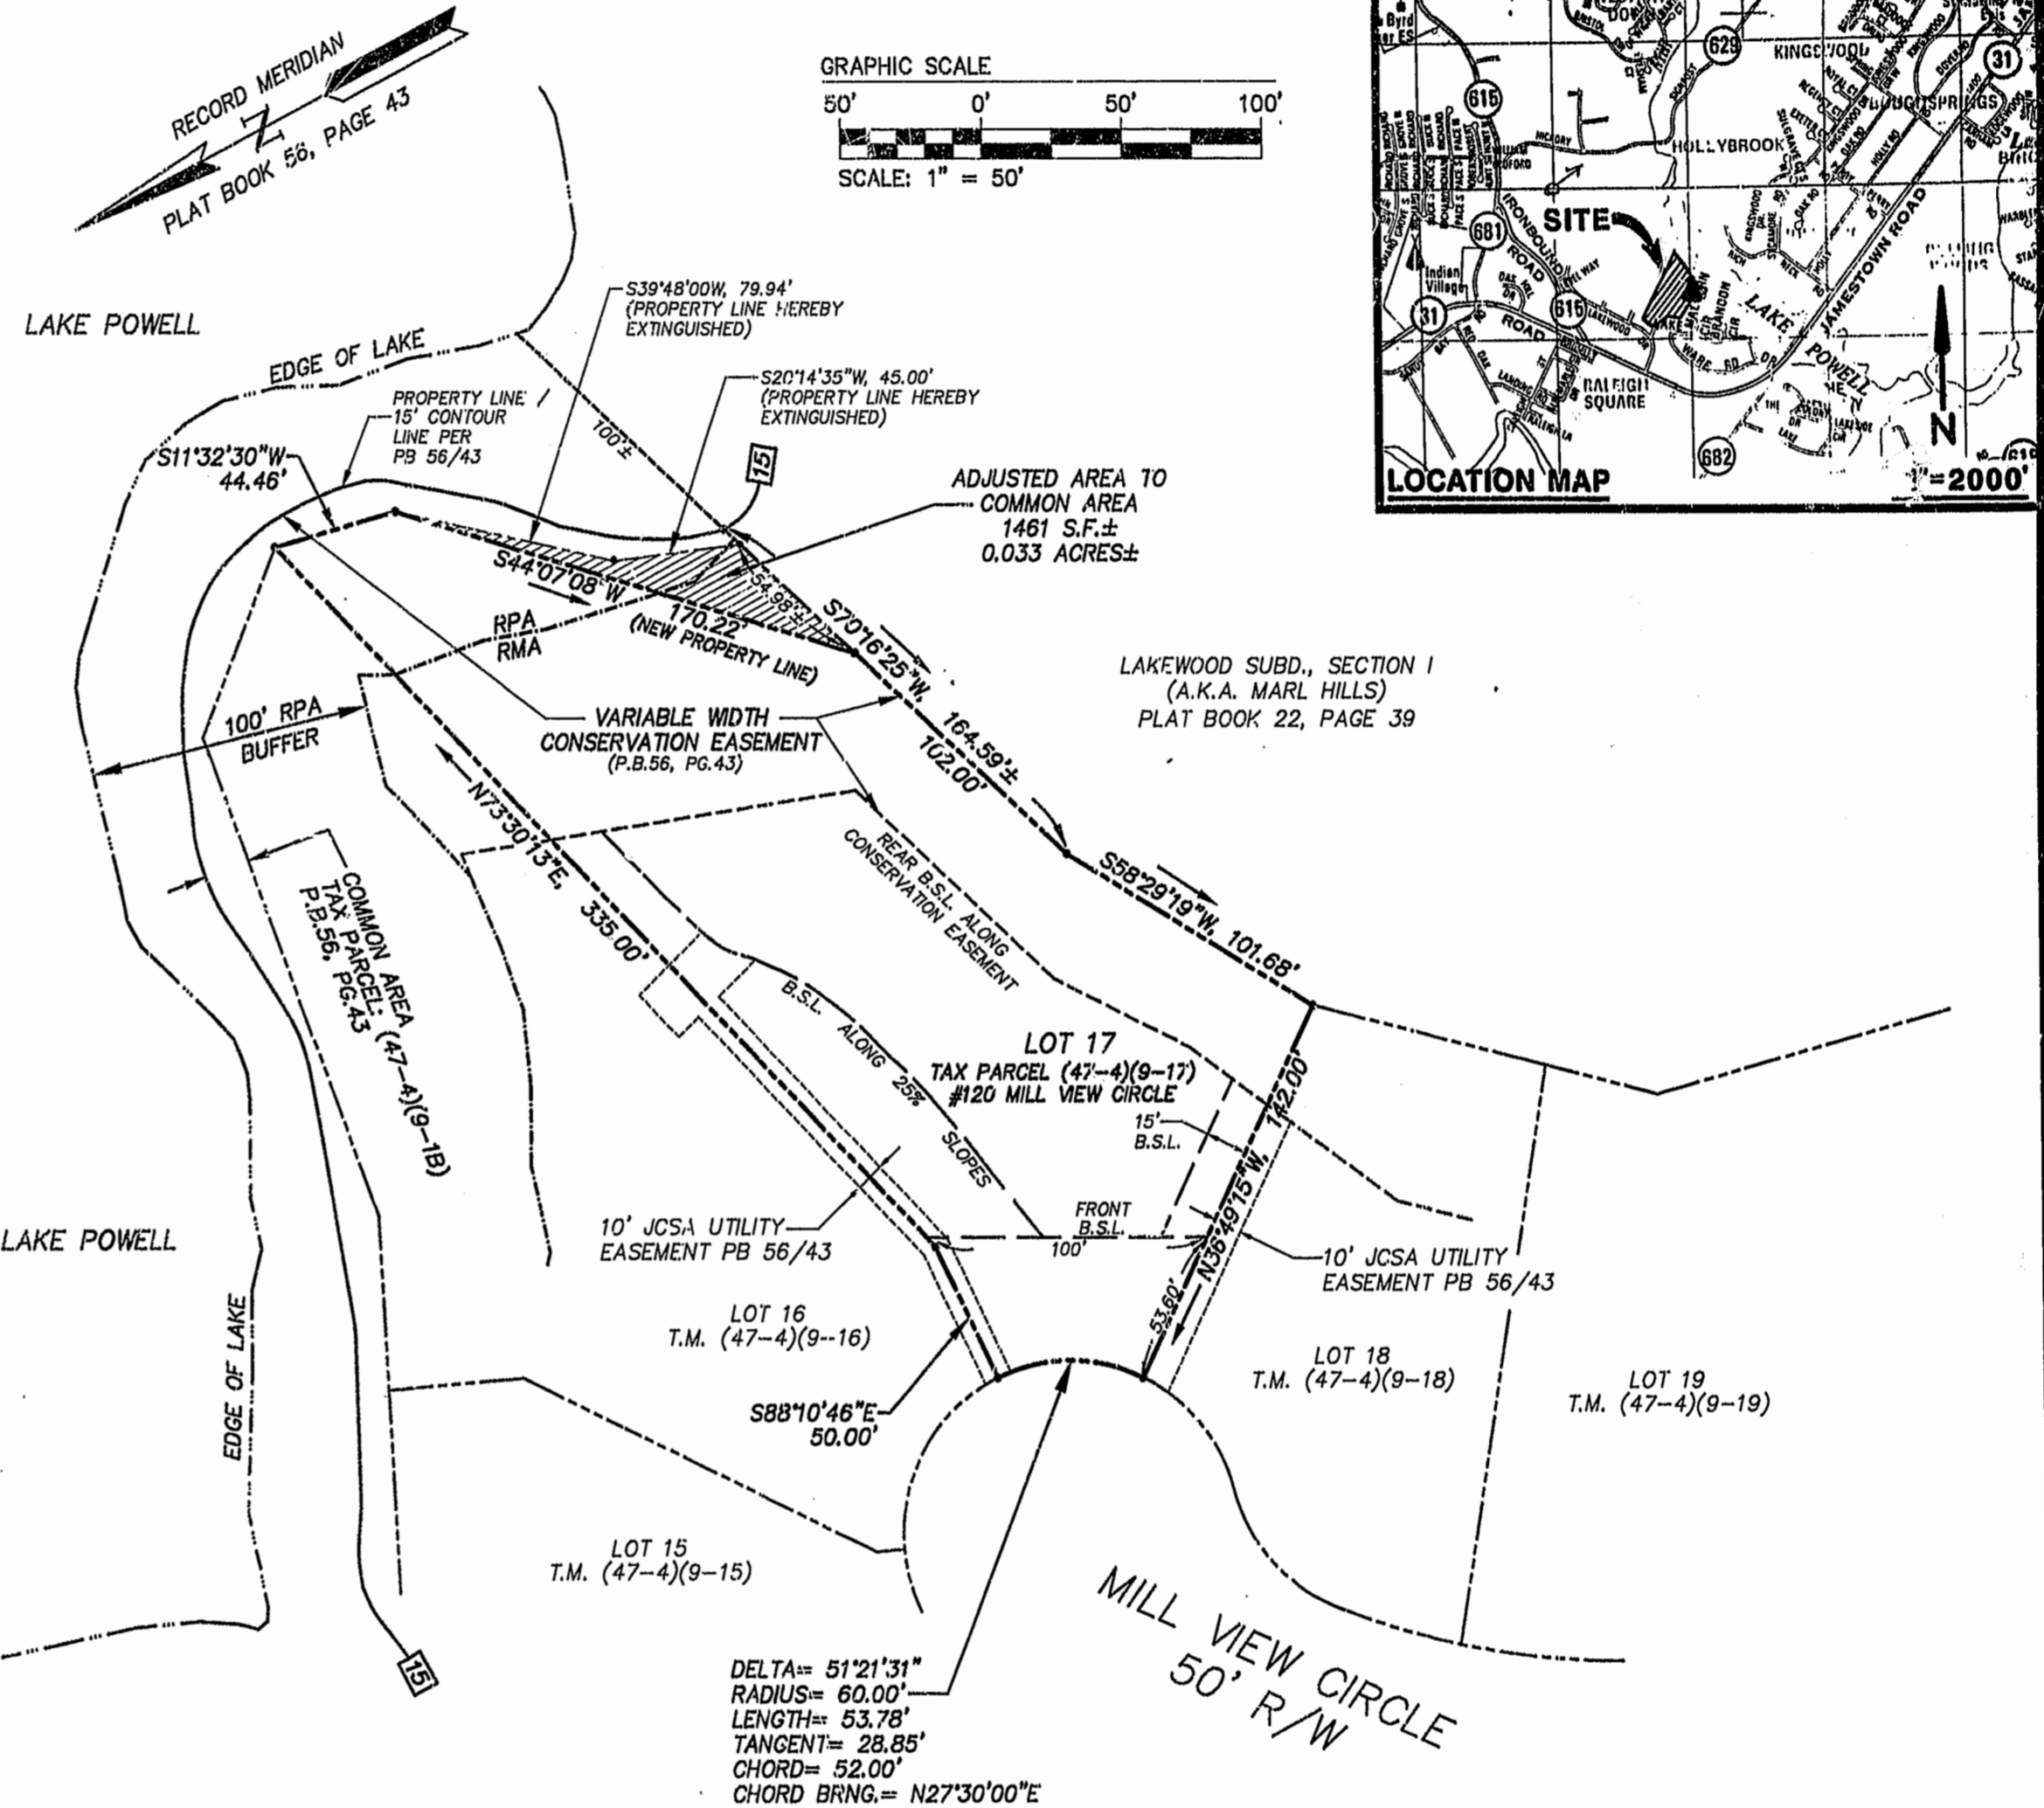 RECORD MERIDIAN
PLAT BOOK 56, PAGE 43
GRAPHIC SCALE
50' 0' 50' 100'
SCALE: 1" = 50'
629
KINGSWOOD
31
615
HICKORY
HOLLYBROOK
SITE
681
IRONBOUND
ROAD
Indian
Village
31
615
ROAD
LAKEWOOD
DR
JAMESTOWN ROAD
LAKE
POWELL
WARE RD
RALEIGH
SQUARE
682
N
LOCATION MAP
1"=2000'
LAKE POWELL
EDGE OF LAKE
S39°48'00W, 79.94'
(PROPERTY LINE HEREBY
EXTINGUISHED)
S20°14'35"W, 45.00'
(PROPERTY LINE HEREBY
EXTINGUISHED)
PROPERTY LINE
15' CONTOUR
LINE PER
PB 56/43
100'±
15
S11°32'30"W
44.46'
ADJUSTED AREA TO
COMMON AREA
1461 S.F.±
0.033 ACRES±
S44°07'08"W
170.22'
(NEW PROPERTY LINE)
54.98'±
RPA
RMA
S70°16'25"W, 164.59'±
102.00'
LAKEWOOD SUBD., SECTION 1
(A.K.A. MARL HILLS)
PLAT BOOK 22, PAGE 39
100' RPA
BUFFER
VARIABLE WIDTH
CONSERVATION EASEMENT
(P.B.56, PG.43)
N73°30'13"E, 335.00'
REAR B.S.L. ALONG
CONSERVATION EASEMENT
S58°29'19"W, 101.68'
COMMON AREA
TAX PARCEL: (47-4)(9-1B)
P.B.56, PG.43
B.S.L. ALONG 25% SLOPES
LOT 17
TAX PARCEL (47-4)(9-17)
#120 MILL VIEW CIRCLE
15'
B.S.L.
N36°49'15"W, 142.00'
FRONT
B.S.L.
100'
53.60'
10' JCSA UTILITY
EASEMENT PB 56/43
10' JCSA UTILITY
EASEMENT PB 56/43
LAKE POWELL
EDGE OF LAKE
LOT 16
T.M. (47-4)(9--16)
LOT 18
T.M. (47-4)(9-18)
LOT 19
T.M. (47-4)(9-19)
S88°10'46"E
50.00'
LOT 15
T.M. (47-4)(9-15)
15
MILL VIEW CIRCLE
50' R/W
DELTA= 51°21'31"
RADIUS= 60.00'
LENGTH= 53.78'
TANGENT= 28.85'
CHORD= 52.00'
CHORD BRNG.= N27°30'00"E